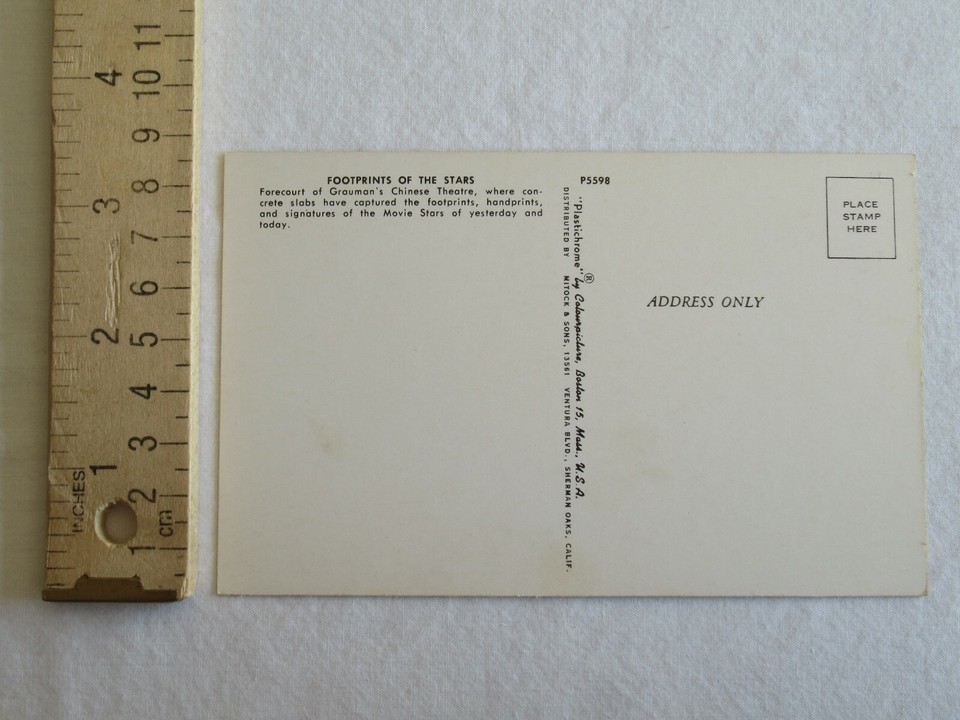 11
10
9
8
7
6
5
4
3
2
1
cm
4
3
2
1
INCHES
FOOTPRINTS OF THE STARS
Forecourt of Grauman's Chinese Theatre, where con-
crete slabs have captured the footprints, handprints,
and signatures of the Movie Stars of yesterday and
today.
P5598
"Plastichrome"® by Colourpicture, Boston 15, Mass., U.S.A.
DISTRIBUTED BY MITOCK & SONS, 13561 VENTURA BLVD., SHERMAN OAKS, CALIF.
PLACE
STAMP
HERE
ADDRESS ONLY